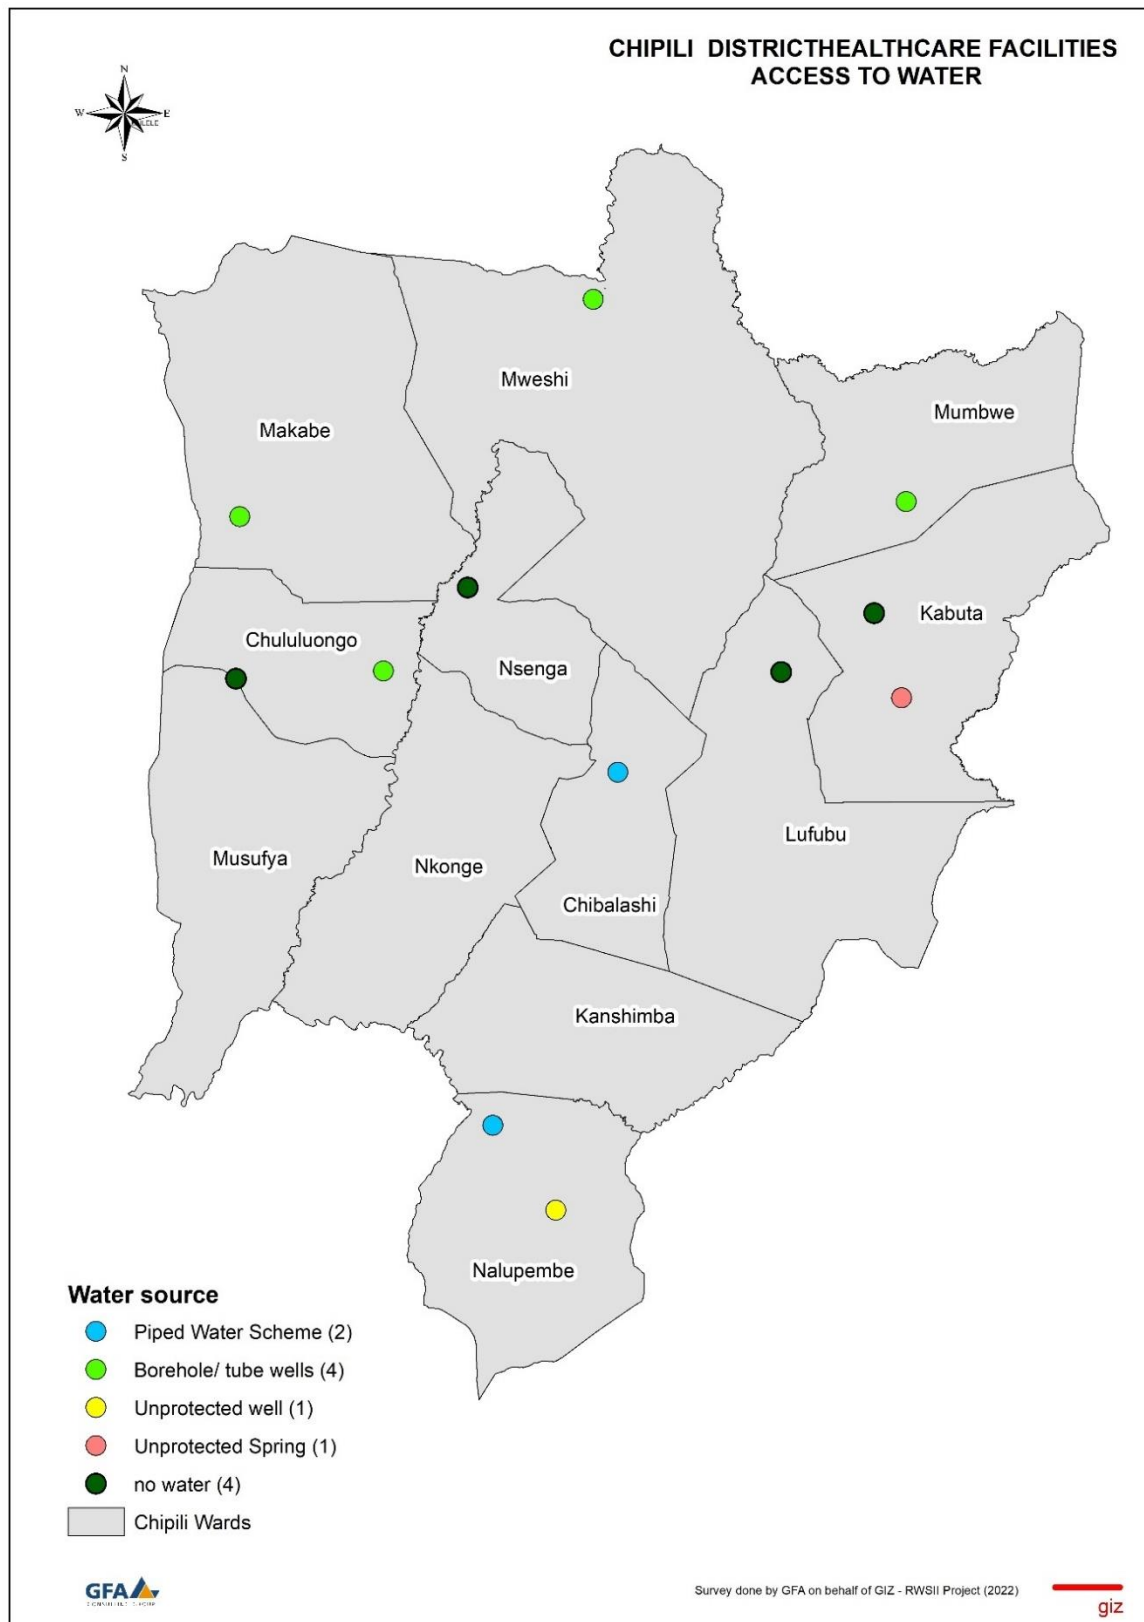 CHIPILI DISTRICTHEALTHCARE FACILITIES
ACCESS TO WATER
N
W
E
S
Mweshi
Mumbwe
Makabe
Kabuta
Chululuongo
Nsenga
Lufubu
Musufya
Nkonge
Chibalashi
Kanshimba
Nalupembe
Water source
Piped Water Scheme (2)
Borehole/ tube wells (4)
Unprotected well (1)
Unprotected Spring (1)
no water (4)
Chipili Wards
GFA
CONSULTING GROUP
Survey done by GFA on behalf of GIZ - RWSII Project (2022)
giz